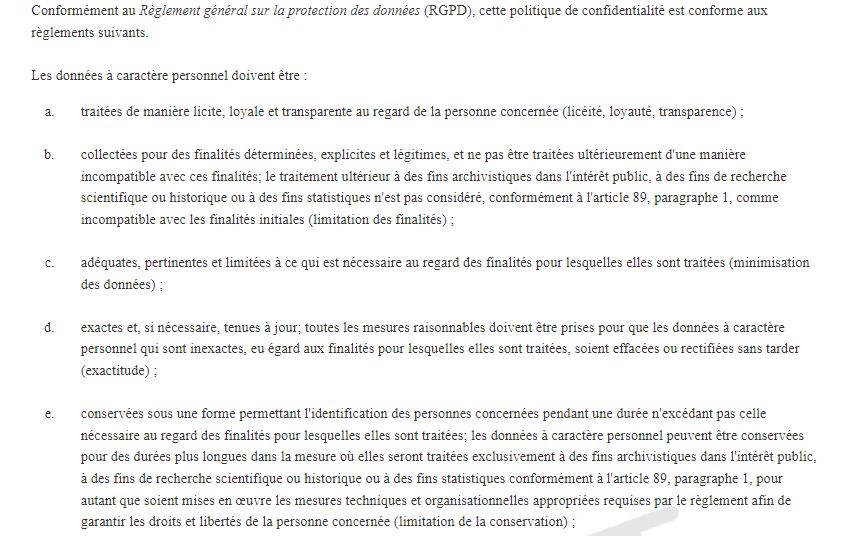 Conformément au Règlement général sur la protection des données (RGPD), cette politique de confidentialité est conforme aux
règlements suivants.
Les données à caractère personnel doivent être :
a. traitées de manière licite, loyale et transparente au regard de la personne concernée (licéité, loyauté, transparence) ;
b. collectées pour des finalités déterminées, explicites et légitimes, et ne pas être traitées ultérieurement d'une manière
incompatible avec ces finalités; le traitement ultérieur à des fins archivistiques dans l'intérêt public, à des fins de recherche
scientifique ou historique ou à des fins statistiques n'est pas considéré, conformément à l'article 89, paragraphe 1, comme
incompatible avec les finalités initiales (limitation des finalités) ;
c. adéquates, pertinentes et limitées à ce qui est nécessaire au regard des finalités pour lesquelles elles sont traitées (minimisation
des données) ;
d. exactes et, si nécessaire, tenues à jour; toutes les mesures raisonnables doivent être prises pour que les données à caractère
personnel qui sont inexactes, eu égard aux finalités pour lesquelles elles sont traitées, soient effacées ou rectifiées sans tarder
(exactitude) ;
e. conservées sous une forme permettant l'identification des personnes concernées pendant une durée n'excédant pas celle
nécessaire au regard des finalités pour lesquelles elles sont traitées; les données à caractère personnel peuvent être conservées
pour des durées plus longues dans la mesure où elles seront traitées exclusivement à des fins archivistiques dans l'intérêt public,
à des fins de recherche scientifique ou historique ou à des fins statistiques conformément à l'article 89, paragraphe 1, pour
autant que soient mises en œuvre les mesures techniques et organisationnelles appropriées requises par le règlement afin de
garantir les droits et libertés de la personne concernée (limitation de la conservation) ;